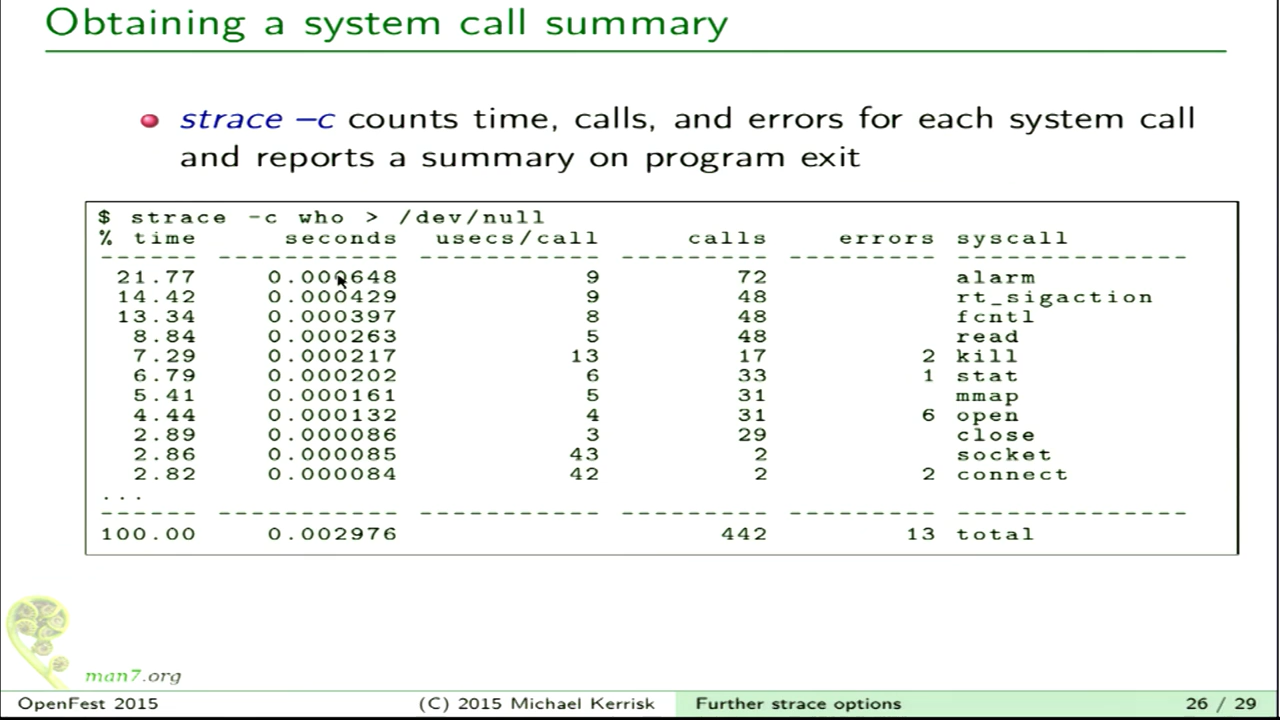 Obtaining a system call summary
strace –c counts time, calls, and errors for each system call
and reports a summary on program exit
$ strace -c who > /dev/null
% time seconds usecs/call calls errors syscall
------ ----------- ----------- --------- --------- --------------
21.77 0.000648 9 72 alarm
14.42 0.000429 9 48 rt_sigaction
13.34 0.000397 8 48 fcntl
8.84 0.000263 5 48 read
7.29 0.000217 13 17 2 kill
6.79 0.000202 6 33 1 stat
5.41 0.000161 5 31 mmap
4.44 0.000132 4 31 6 open
2.89 0.000086 3 29 close
2.86 0.000085 43 2 socket
2.82 0.000084 42 2 2 connect
...
------ ----------- ----------- --------- --------- --------------
100.00 0.002976 442 13 total
man7.org
OpenFest 2015 (C) 2015 Michael Kerrisk Further strace options 26 / 29